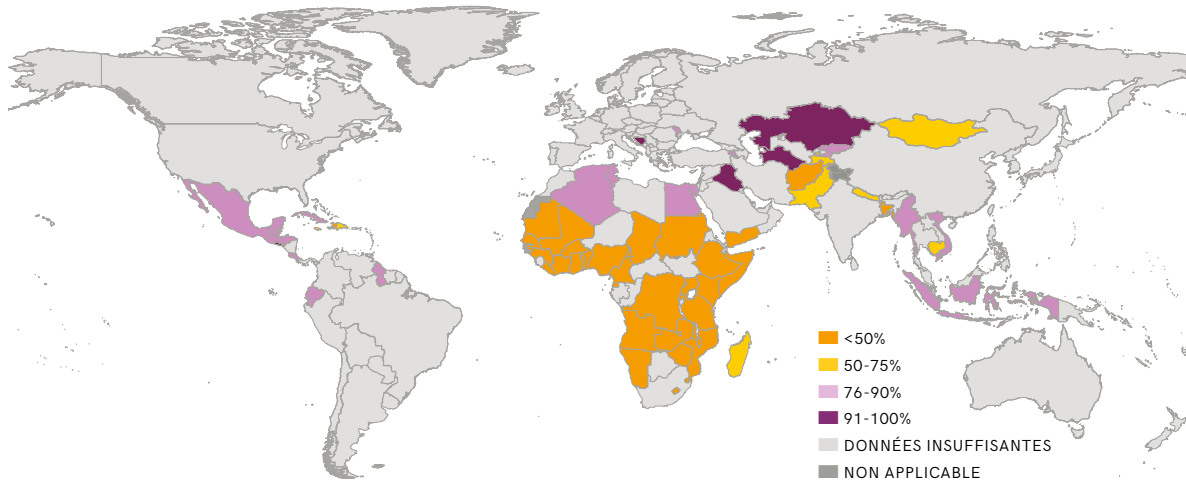 <50%
50-75%
76-90%
91-100%
DONNÉES INSUFFISANTES
NON APPLICABLE